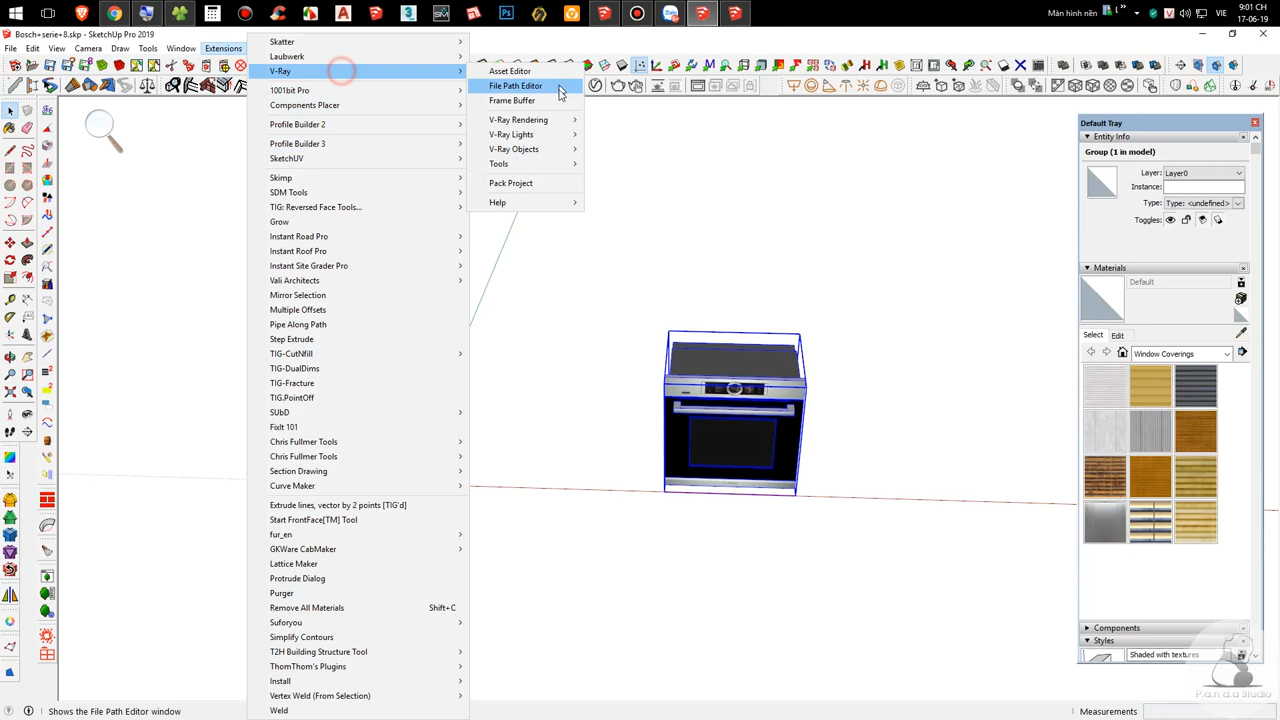 Màn hình nền
VIE
9:01 CH
17-06-19
Bosch+serie+8.skp - SketchUp Pro 2019
File
Edit
View
Camera
Draw
Tools
Window
Extensions
Skatter
Laubwerk
V-Ray
1001bit Pro
Components Placer
Profile Builder 2
Profile Builder 3
SketchUV
Skimp
SDM Tools
TIG: Reversed Face Tools...
Grow
Instant Road Pro
Instant Roof Pro
Instant Site Grader Pro
Vali Architects
Mirror Selection
Multiple Offsets
Pipe Along Path
Step Extrude
TIG-CutNfill
TIG-DualDims
TIG-Fracture
TIG.PointOff
SUbD
FixIt 101
Chris Fullmer Tools
Chris Fullmer Tools
Section Drawing
Curve Maker
Extrude lines, vector by 2 points [TIG'd]
Start FrontFace[TM] Tool
fur_en
GKWare CabMaker
Lattice Maker
Protrude Dialog
Purger
Remove All Materials Shift+C
Suforyou
Simplify Contours
T2H Building Structure Tool
ThomThom's Plugins
Install
Vertex Weld (From Selection)
Weld
Asset Editor
File Path Editor
Frame Buffer
V-Ray Rendering
V-Ray Lights
V-Ray Objects
Tools
Pack Project
Help
Default Tray
Entity Info
Group (1 in model)
Layer: Layer0
Instance:
Type: Type: <undefined>
Toggles:
Materials
Default
Select
Edit
Window Coverings
Components
Styles
Shaded with textures
P.a.n.d.a Studio
Shows the File Path Editor window
Measurements